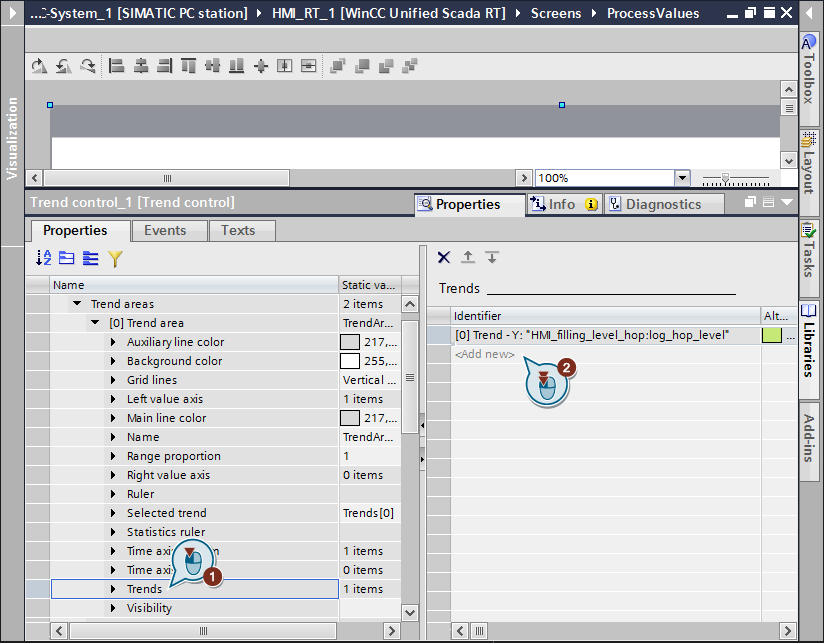 ..C-System_1 [SIMATIC PC station] HMI_RT_1 [WinCC Unified Scada RT] Screens ProcessValues
Visualization
100%
Trend control_1 [Trend control]
Properties Info Diagnostics
Properties Events Texts
Name Static va...
Trend areas 2 items
[0] Trend area TrendAr...
Auxiliary line color 217,...
Background color 255,...
Grid lines Vertical ...
Left value axis 1 items
Main line color 217,...
Name TrendAr...
Range proportion 1
Right value axis 0 items
Ruler
Selected trend Trends[0]
Statistics ruler
Time axi n 1 items
Time axi 0 items
Trends 1 items
Visibility
1
Trends
Identifier Alt...
[0] Trend - Y: "HMI_filling_level_hop:log_hop_level" ...
<Add new>
2
Toolbox
Layout
Tasks
Libraries
Add-ins